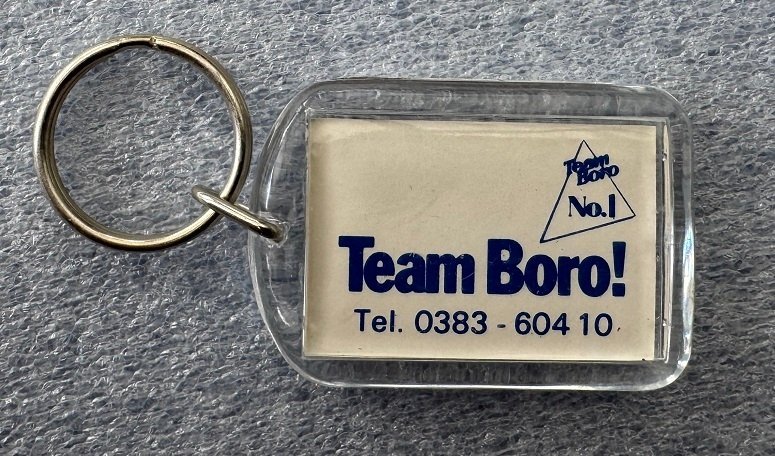 Team
Boro
No.1
Team Boro!
Tel. 0383 - 604 10